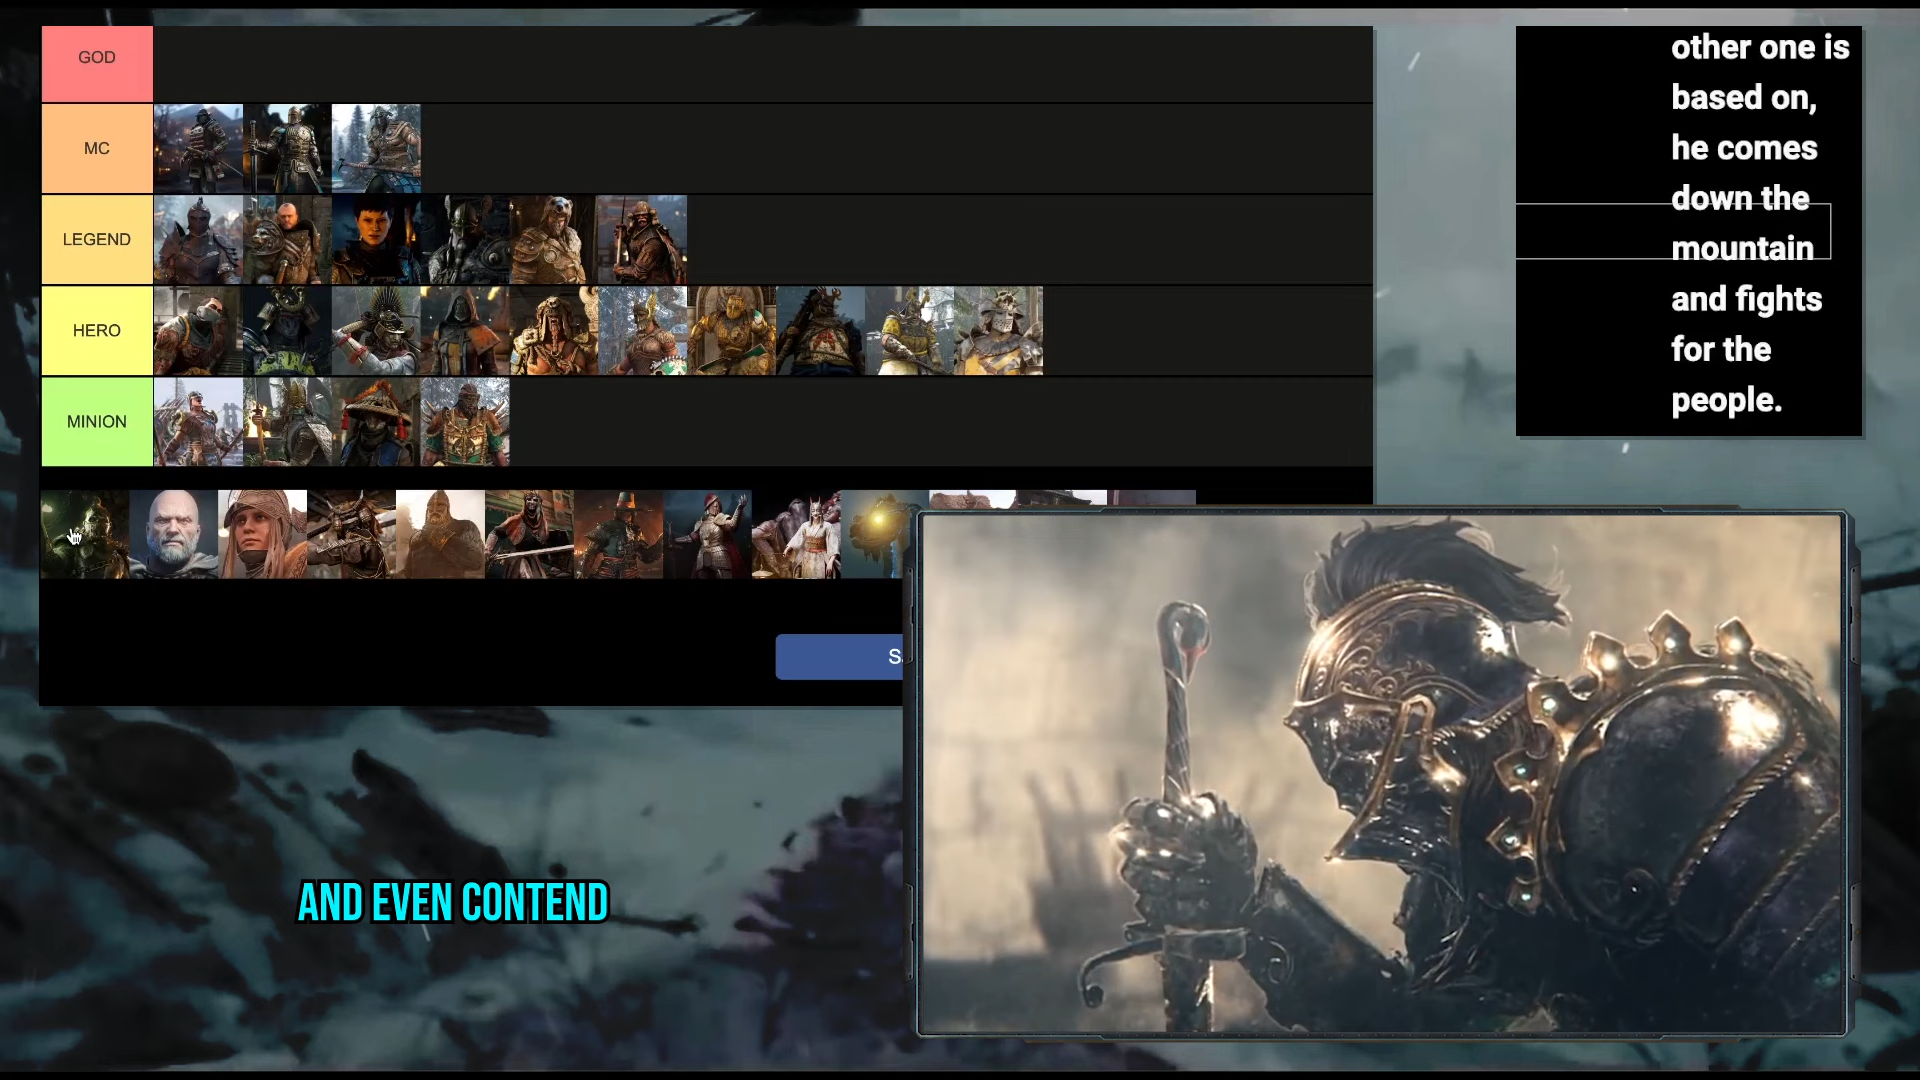 GOD
MC
LEGEND
HERO
MINION
other one is
based on,
he comes
down the
mountain
and fights
for the
people.
S
AND EVEN CONTEND